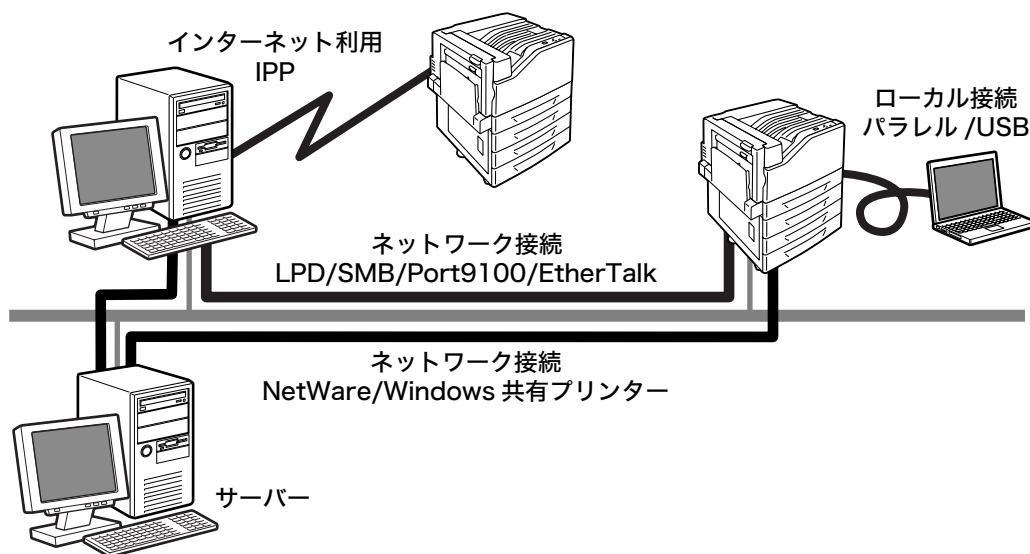 インターネット利用
IPP
ローカル接続
パラレル /USB
ネットワーク接続
LPD/SMB/Port9100/EtherTalk
ネットワーク接続
NetWare/Windows 共有プリンター
サーバー